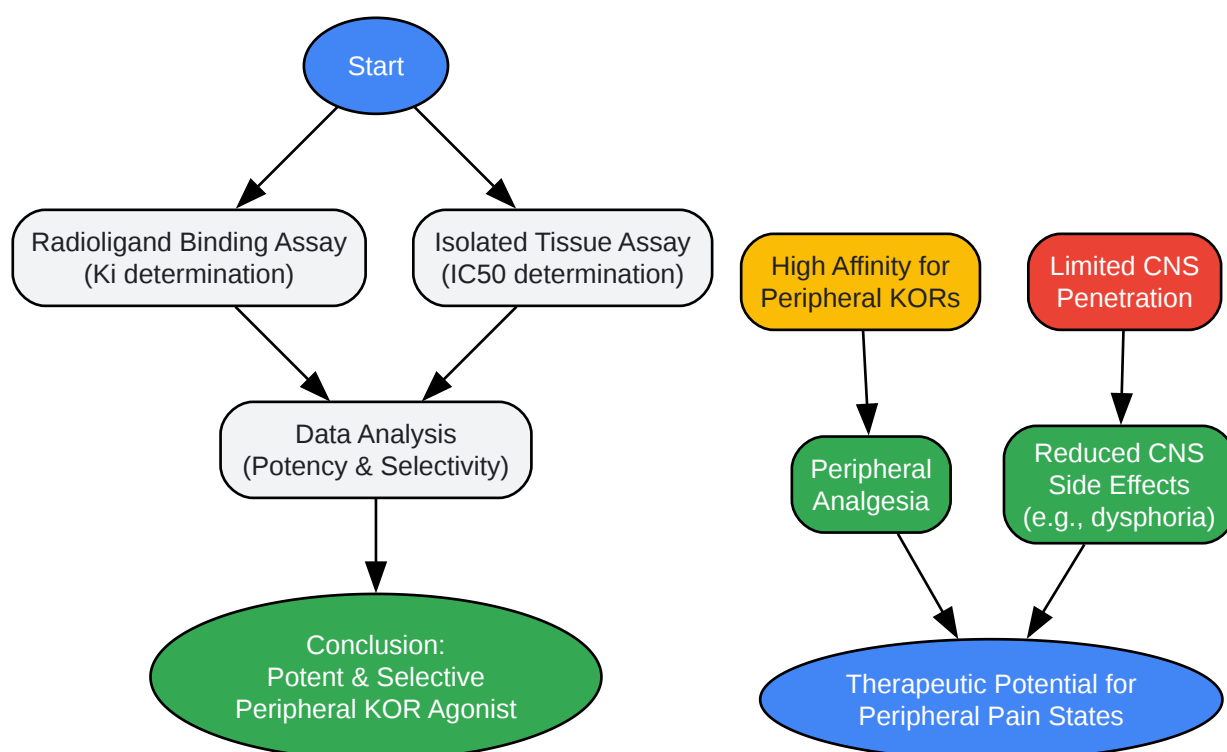 Start
Radioligand Binding Assay
(Ki determination)
Isolated Tissue Assay
(IC50 determination)
Data Analysis
(Potency & Selectivity)
Conclusion:
Potent & Selective
Peripheral KOR Agonist
High Affinity for
Peripheral KORs
Limited CNS
Penetration
Peripheral
Analgesia
Reduced CNS
Side Effects
(e.g., dysphoria)
Therapeutic Potential for
Peripheral Pain States